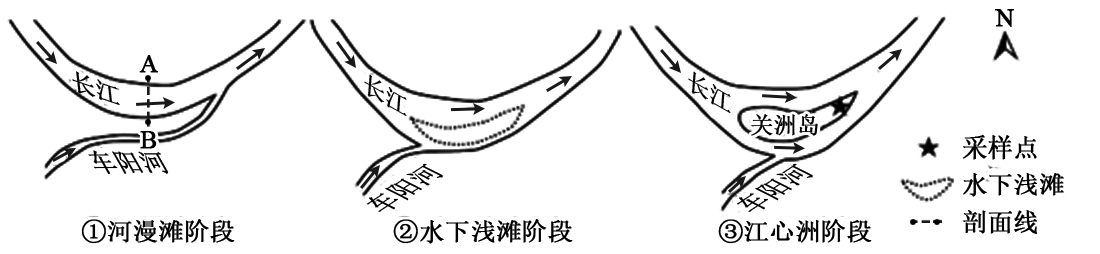 A
长江
B
车阳河
①河漫滩阶段
长江
车阳河
②水下浅滩阶段
长江
关洲岛
车阳河
③江心洲阶段
N
采样点
水下浅滩
剖面线